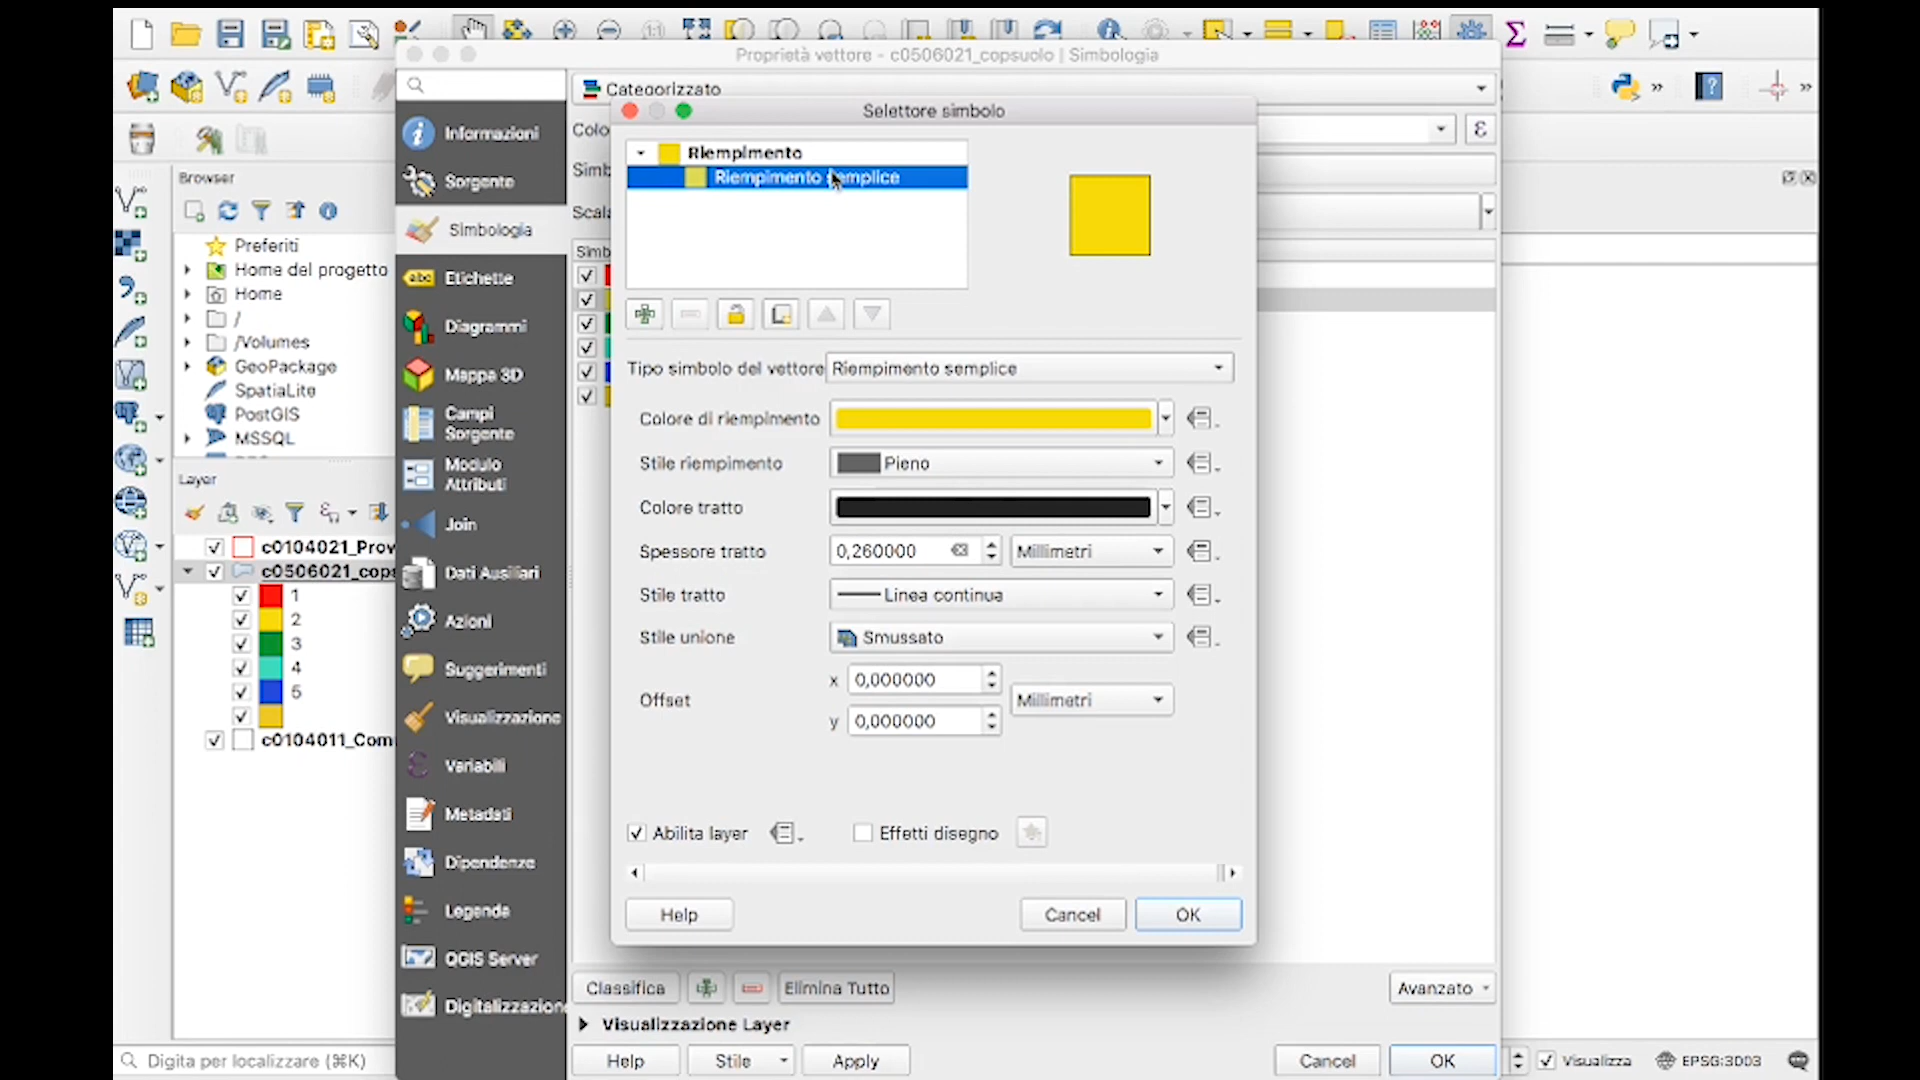 Proprietà vettore - c0506021_copsuolo | Simbologia
Categorizzato
Selettore simbolo
Informazioni
Sorgente
Simbologia
Etichette
Diagrammi
Mappa 3D
Campi
Sorgente
Modulo
Attributi
Join
Dati Ausiliari
Azioni
Suggerimenti
Visualizzazione
Variabili
Metadati
Dipendenze
Legenda
QGIS Server
Digitalizzazione
Colo
Simb
Scala
Simb
ε
Browser
Preferiti
Home del progetto
Home
/
/Volumes
GeoPackage
SpatiaLite
PostGIS
MSSQL
Layer
c0104021_Prov
c0506021_cops
1
2
3
4
5
c0104011_Com
Riempimento
Riempimento semplice
Tipo simbolo del vettore Riempimento semplice
Colore di riempimento
Stile riempimento Pieno
Colore tratto
Spessore tratto 0,260000 Millimetri
Stile tratto Linea continua
Stile unione Smussato
Offset
x 0,000000
y 0,000000
Millimetri
Abilita layer Effetti disegno
Help Cancel OK
Classifica Elimina Tutto Avanzato
Visualizzazione Layer
Help Stile Apply Cancel OK
Digita per localizzare (⌘K)
Visualizza EPSG:3003